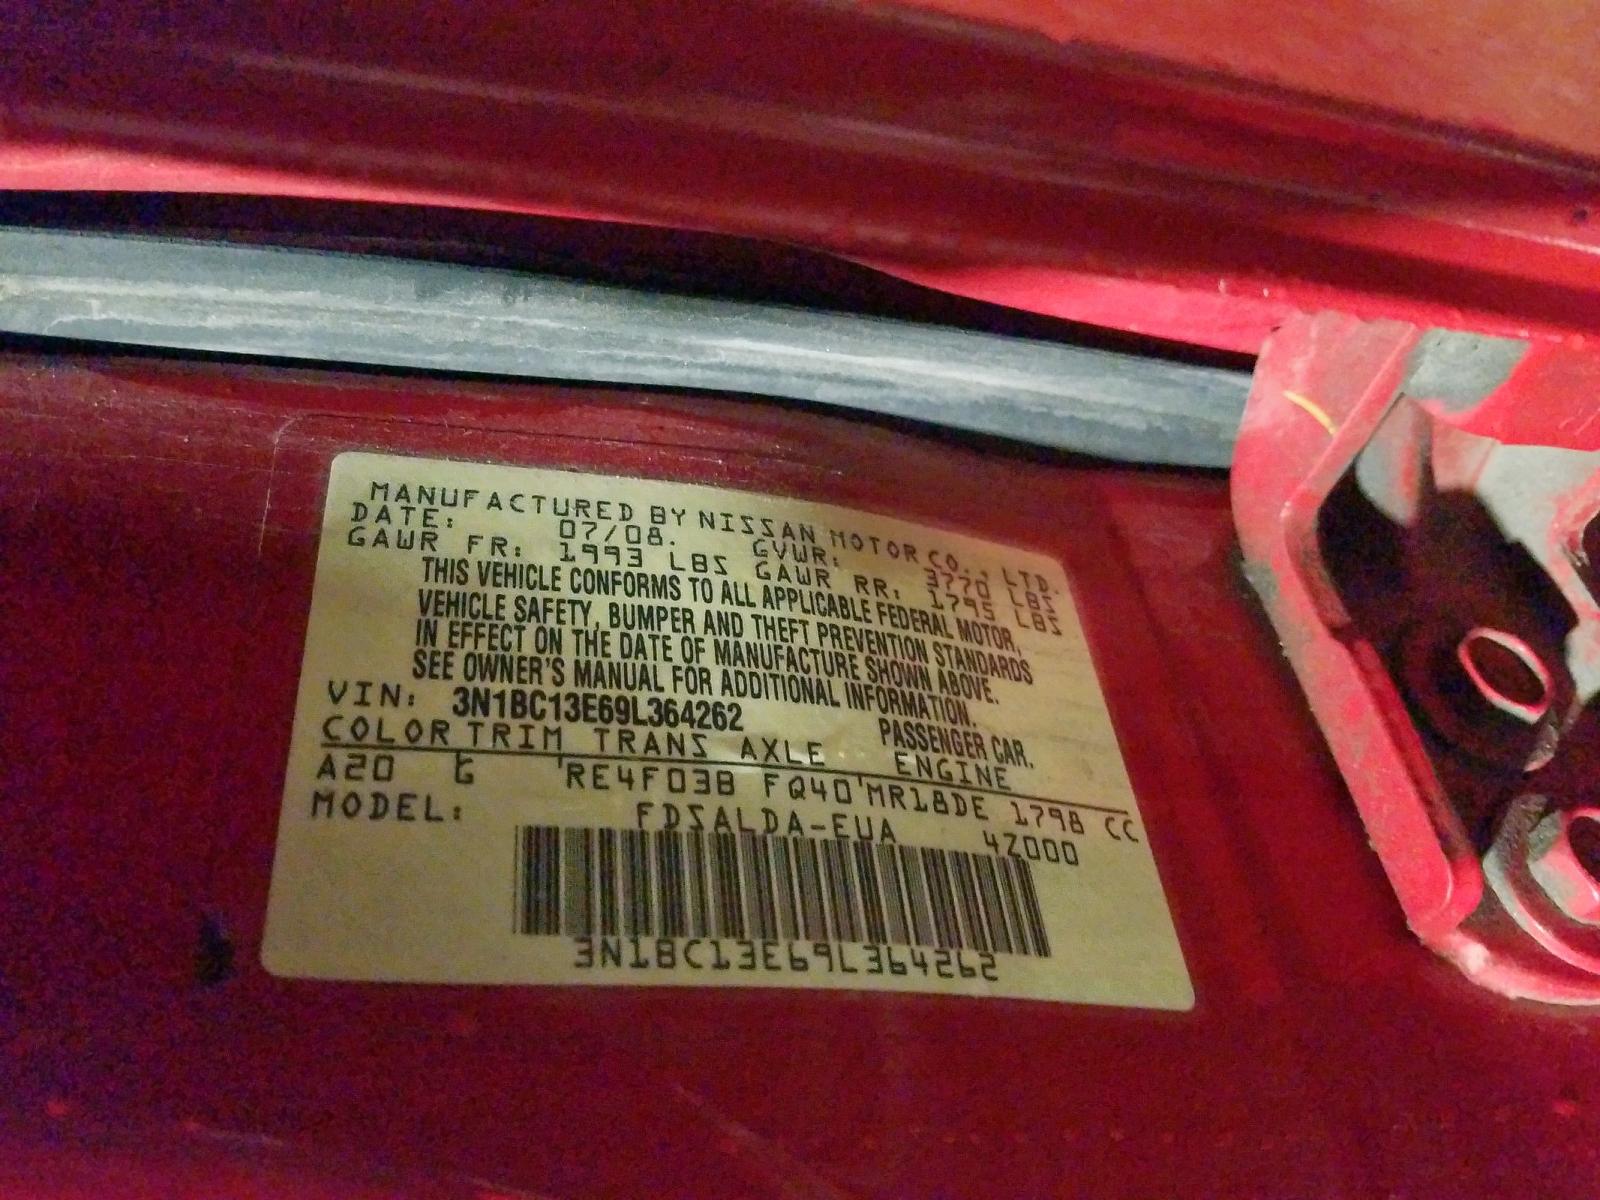 MANUFACTURED BY NISSAN MOTOR CO., LTD.
DATE: 07/08. GVWR: 3770 LBS
GAWR FR: 1993 LBS GAWR RR: 1795 LBS
THIS VEHICLE CONFORMS TO ALL APPLICABLE FEDERAL MOTOR,
VEHICLE SAFETY, BUMPER AND THEFT PREVENTION STANDARDS
IN EFFECT ON THE DATE OF MANUFACTURE SHOWN ABOVE.
SEE OWNER'S MANUAL FOR ADDITIONAL INFORMATION.
VIN: 3N1BC13E69L364262 PASSENGER CAR.
COLOR TRIM TRANS AXLE ENGINE
A20 G 'RE4F03B FQ40'MR18DE 1798 CC
MODEL: FDSALDA-EUA 4Z000
3N1BC13E69L364262